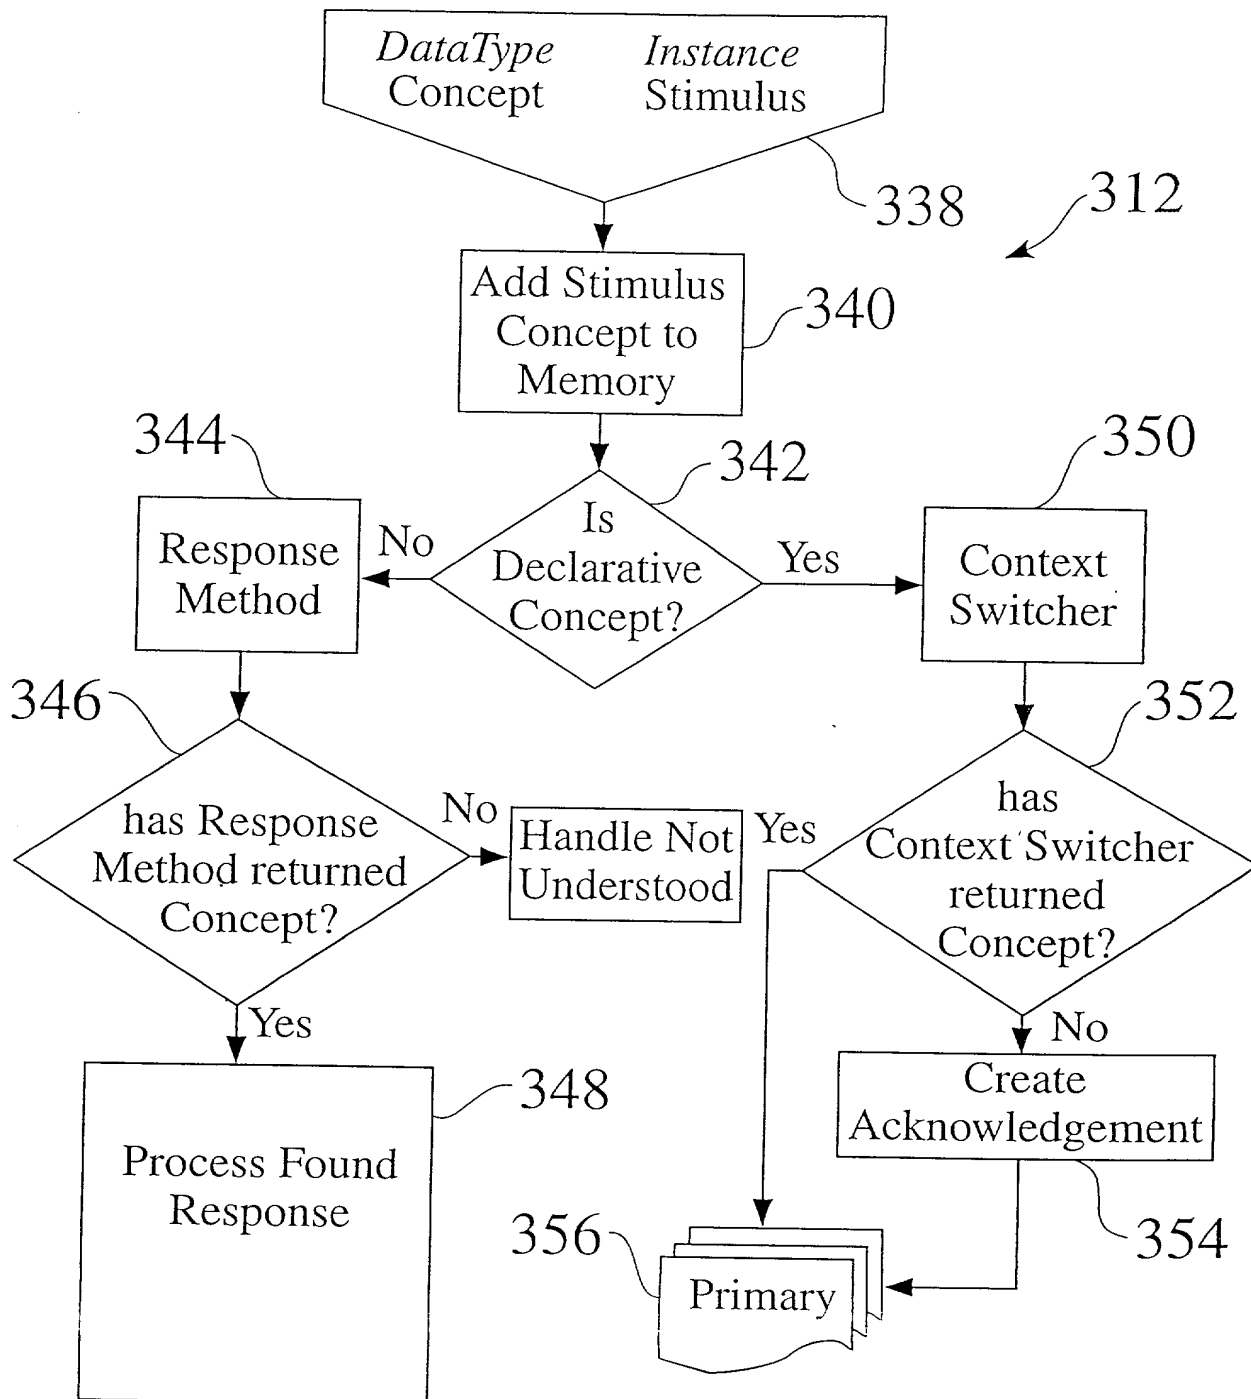 DataType Instance
Concept Stimulus
338
312
Add Stimulus
Concept to
Memory
340
344
342
350
Response
Method
No
Is
Declarative
Concept?
Yes
Context
Switcher
346
352
has Response
Method returned
Concept?
No
Handle Not
Understood
Yes
has
Context Switcher
returned
Concept?
Yes
No
348
Process Found
Response
Create
Acknowledgement
354
356
Primary